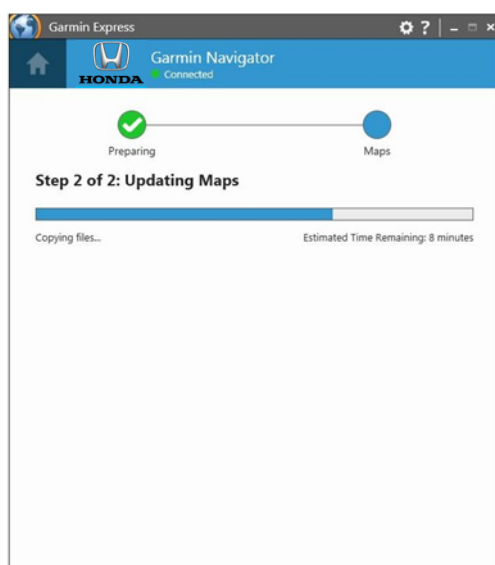 Garmin Express
?
Garmin Navigator
HONDA
Connected
Preparing
Maps
Step 2 of 2: Updating Maps
Copying files...
Estimated Time Remaining: 8 minutes